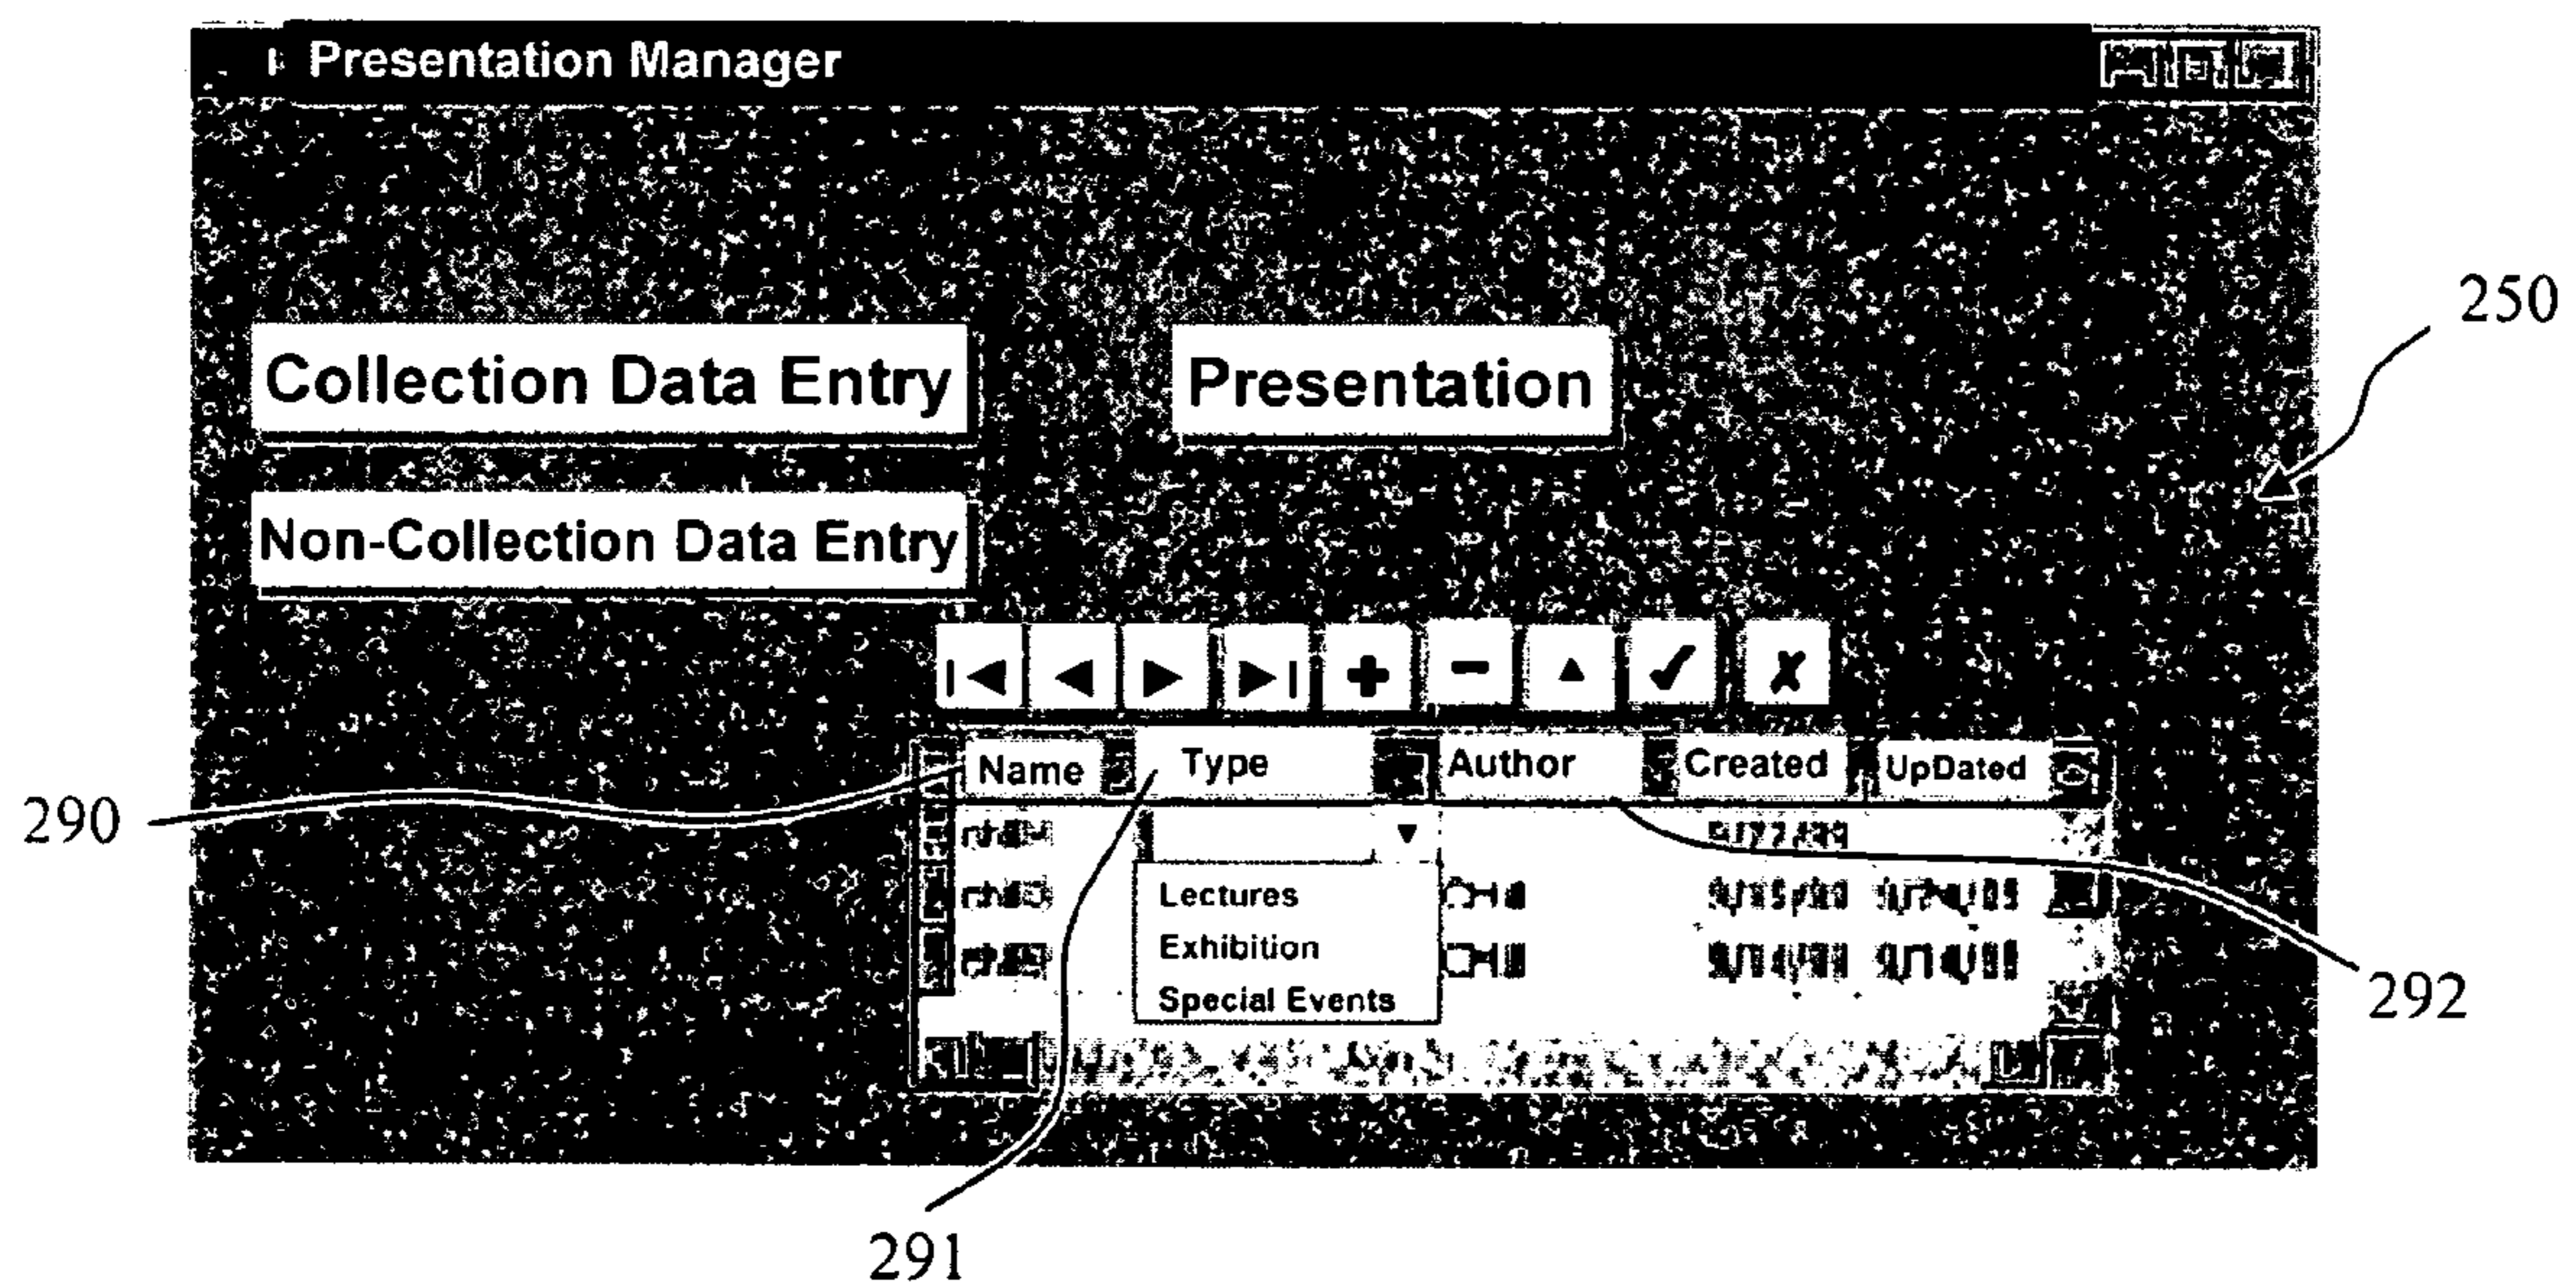 Presentation Manager
250
Collection Data Entry
Presentation
Non-Collection Data Entry
Name Type Author Created UpDated
290
Lectures
Exhibition
Special Events
292
291